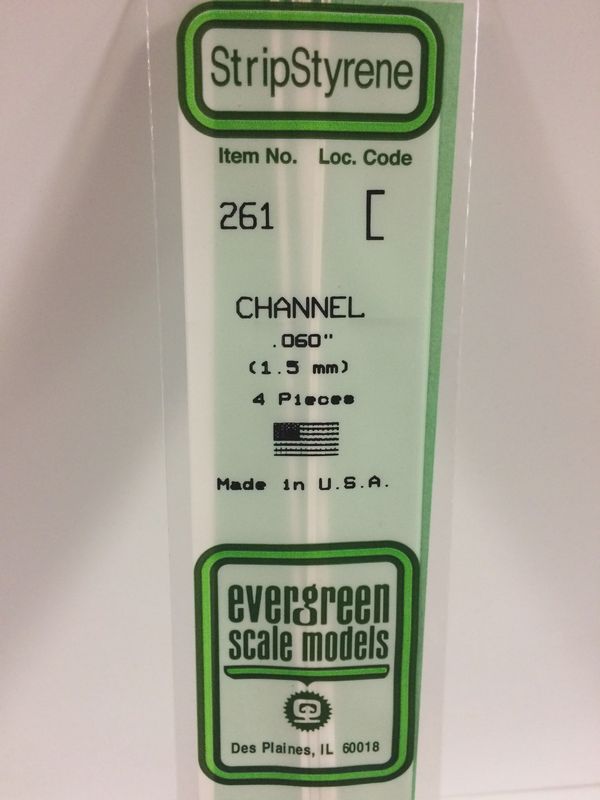 StripStyrene
Item No. Loc. Code
261 [
CHANNEL
.060"
(1.5 mm)
4 Pieces
Made in U.S.A.
evergreen
scale models
Des Plaines, IL 60018